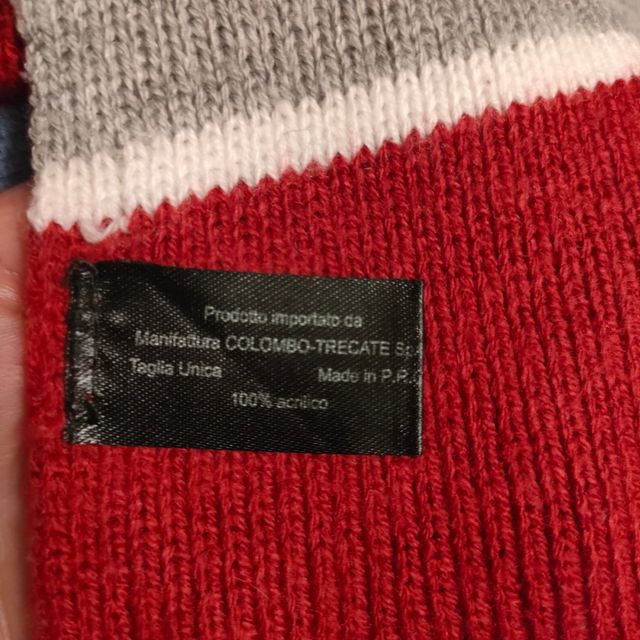 Prodotto importato da
Manifattura COLOMBO-TRECATE S.
Taglia Unica Made in P.R.
100% acrilico